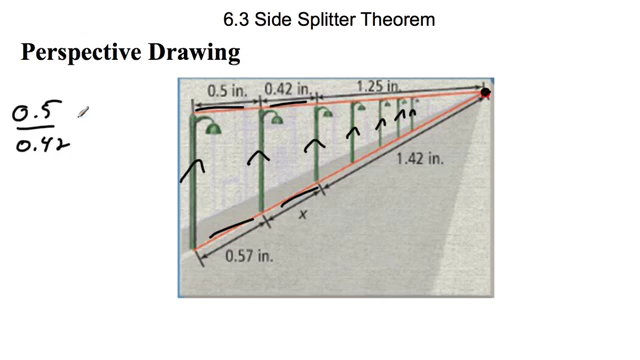 6.3 Side Splitter Theorem
Perspective Drawing
0.5 in. 0.42 in. 1.25 in.
0.5
0.42
1.42 in.
x
0.57 in.